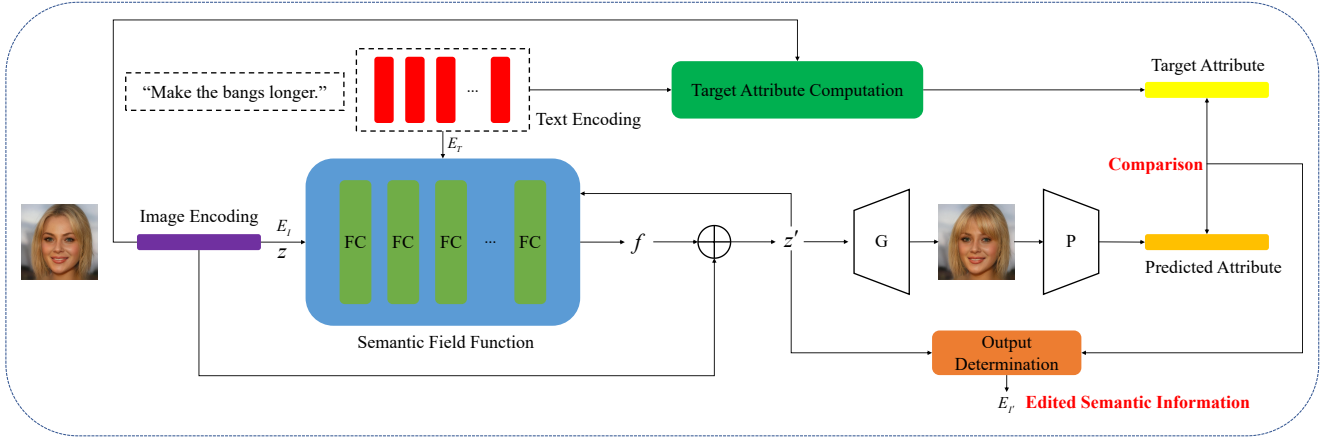 “Make the bangs longer.”
...
Text Encoding
E_T
Target Attribute Computation
Target Attribute
Comparison
Image Encoding
E_I
z
FC
FC
FC
...
FC
Semantic Field Function
f
z'
G
P
Predicted Attribute
Output
Determination
E_{I'}
Edited Semantic Information